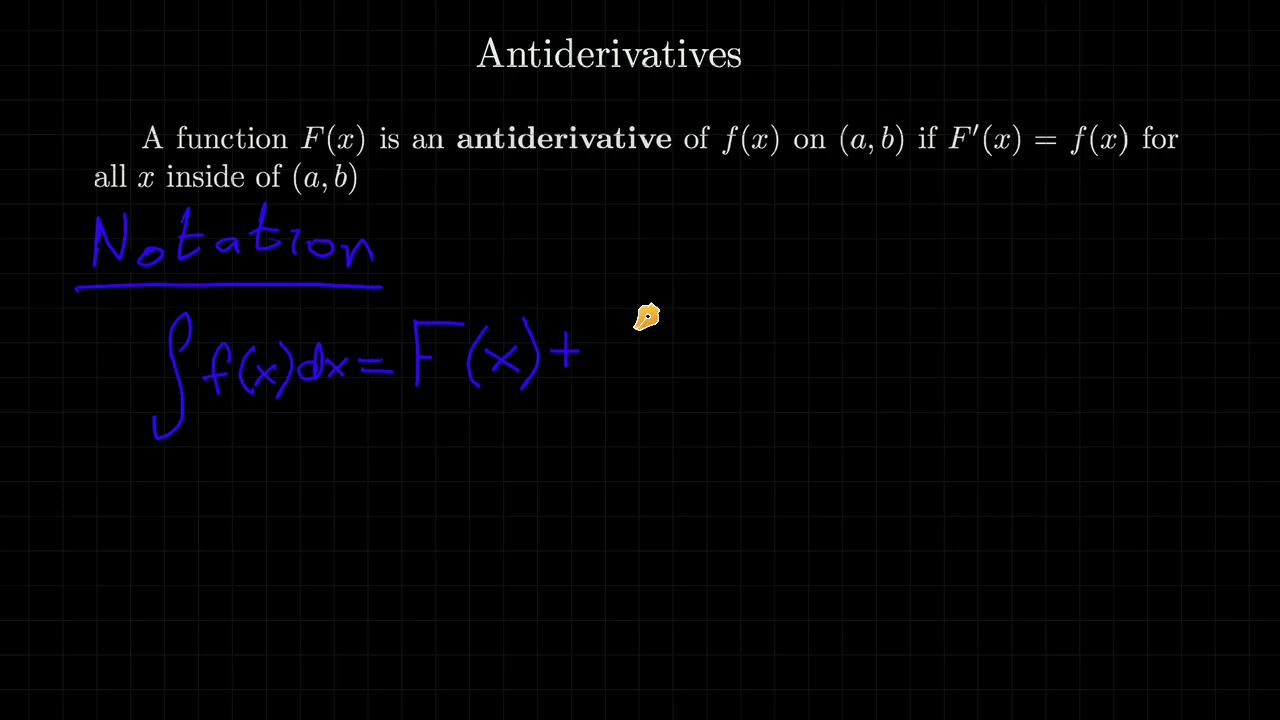 Antiderivatives
A function F(x) is an antiderivative of f(x) on (a, b) if F′(x) = f(x) for
all x inside of (a, b)
Notation
∫ f(x)dx = F(x) +